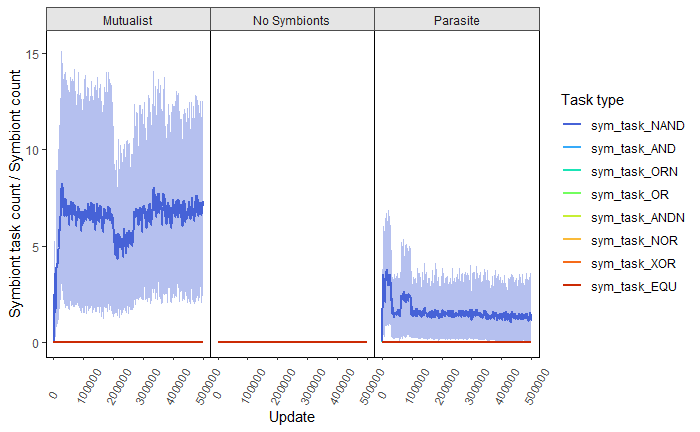 Mutualist
No Symbionts
Parasite
Symbiont task count / Symbiont count
15
10
5
0
0
100000
200000
300000
400000
500000
0
100000
200000
300000
400000
500000
0
100000
200000
300000
400000
500000
Update
Task type
sym_task_NAND
sym_task_AND
sym_task_ORN
sym_task_OR
sym_task_ANDN
sym_task_NOR
sym_task_XOR
sym_task_EQU